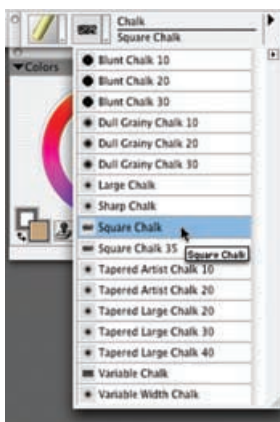 Chalk
Square Chalk
Colors
Blunt Chalk 10
Blunt Chalk 20
Blunt Chalk 30
Dull Grainy Chalk 10
Dull Grainy Chalk 20
Dull Grainy Chalk 30
Large Chalk
Sharp Chalk
Square Chalk
Square Chalk 35
Square Chalk
Tapered Artist Chalk 10
Tapered Artist Chalk 20
Tapered Large Chalk 20
Tapered Large Chalk 30
Tapered Large Chalk 40
Variable Chalk
Variable Width Chalk